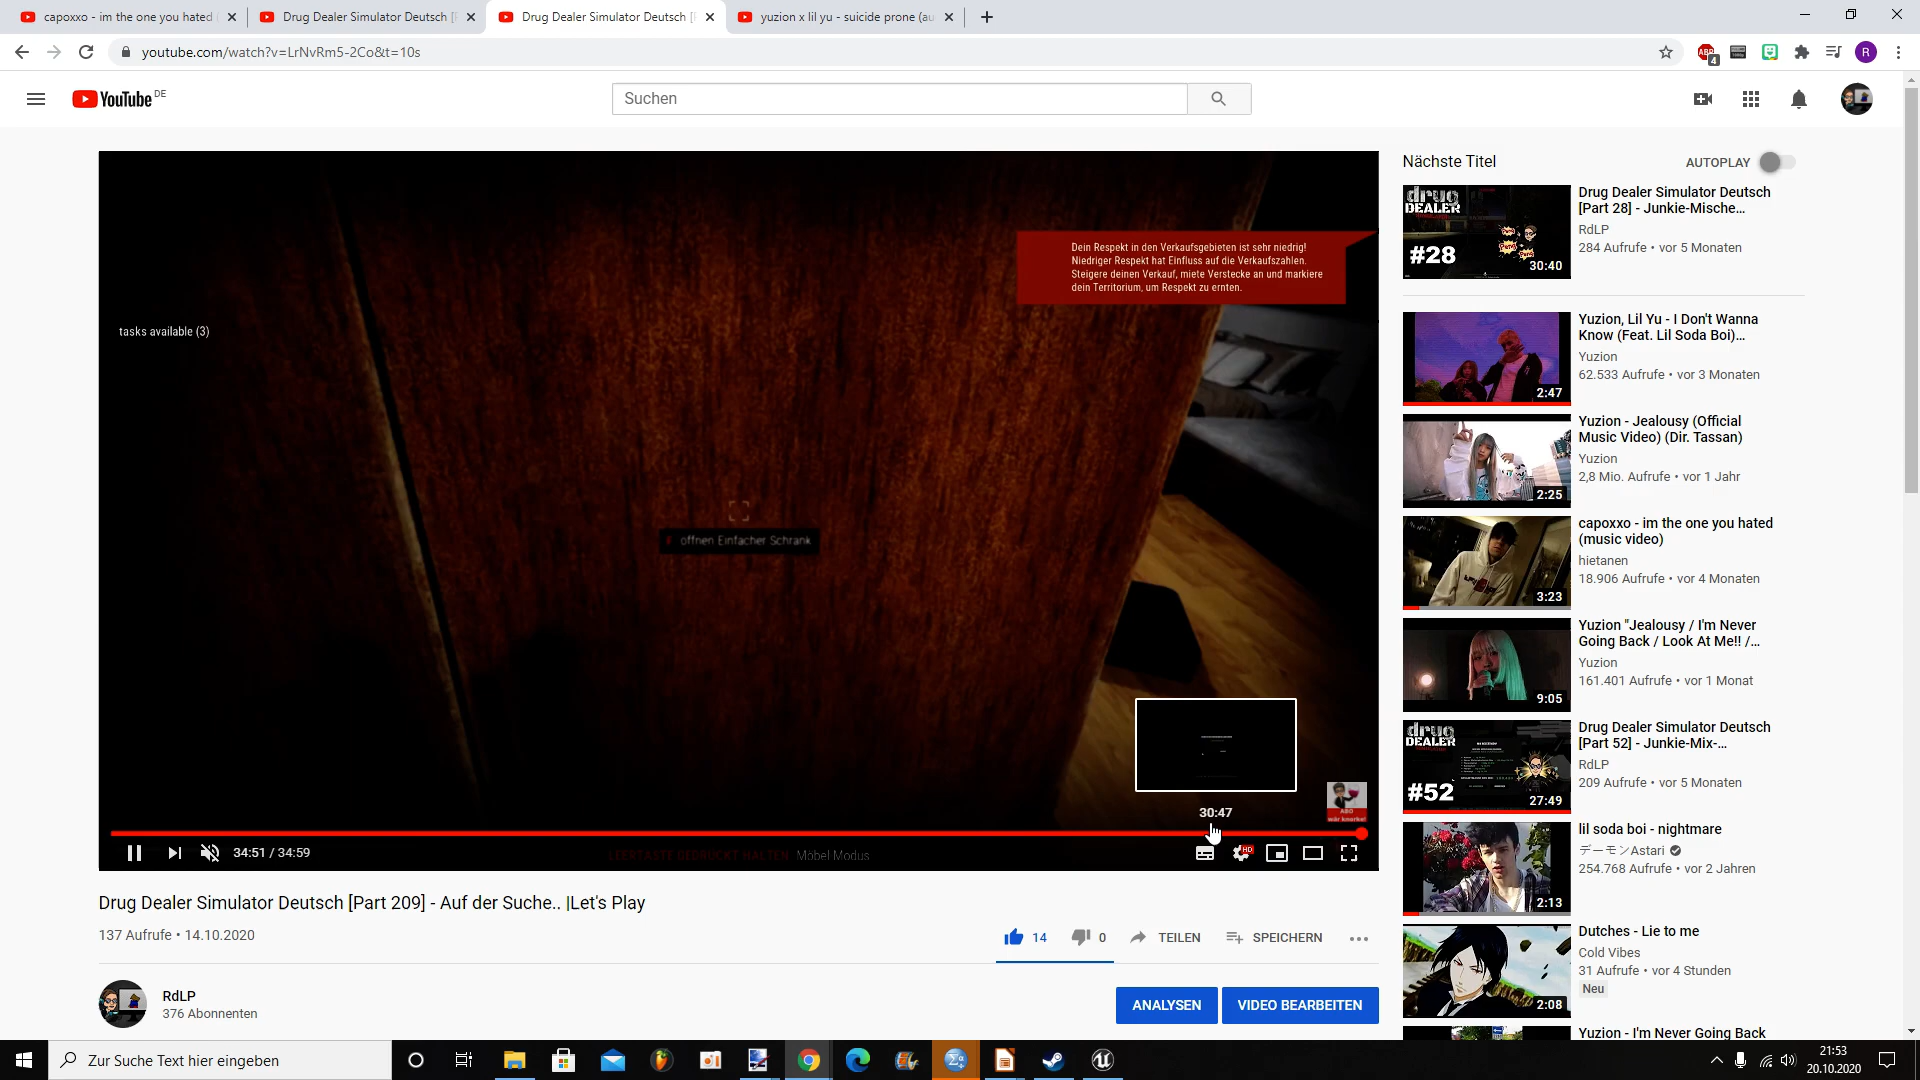 capoxxo - im the one you hated
Drug Dealer Simulator Deutsch [
Drug Dealer Simulator Deutsch [
yuzion x lil yu - suicide prone (au
youtube.com/watch?v=LrNvRm5-2Co&t=10s
ABP
4
R
YouTube DE
Suchen
tasks available (3)
Dein Respekt in den Verkaufsgebieten ist sehr niedrig!
Niedriger Respekt hat Einfluss auf die Verkaufszahlen.
Steigere deinen Verkauf, miete Verstecke an und markiere
dein Territorium, um Respekt zu ernten.
offnen Einfacher Schrank
30:47
ABO
34:51 / 34:59
LEERTASTE GEDRÜCKT HALTEN Möbel Modus
HD
Drug Dealer Simulator Deutsch [Part 209] - Auf der Suche.. |Let's Play
137 Aufrufe • 14.10.2020
14
0
TEILEN
SPEICHERN
RdLP
376 Abonnenten
ANALYSEN
VIDEO BEARBEITEN
Nächste Titel
AUTOPLAY
drug
DEALER
#28
30:40
Drug Dealer Simulator Deutsch
[Part 28] - Junkie-Mische...
RdLP
284 Aufrufe • vor 5 Monaten
2:47
Yuzion, Lil Yu - I Don't Wanna
Know (Feat. Lil Soda Boi)...
Yuzion
62.533 Aufrufe • vor 3 Monaten
2:25
Yuzion - Jealousy (Official
Music Video) (Dir. Tassan)
Yuzion
2,8 Mio. Aufrufe • vor 1 Jahr
3:23
capoxxo - im the one you hated
(music video)
hietanen
18.906 Aufrufe • vor 4 Monaten
9:05
Yuzion "Jealousy / I'm Never
Going Back / Look At Me!! /...
Yuzion
161.401 Aufrufe • vor 1 Monat
drug
DEALER
#52
27:49
Drug Dealer Simulator Deutsch
[Part 52] - Junkie-Mix-...
RdLP
209 Aufrufe • vor 5 Monaten
2:13
lil soda boi - nightmare
デーモンAstari
254.768 Aufrufe • vor 2 Jahren
2:08
Dutches - Lie to me
Cold Vibes
31 Aufrufe • vor 4 Stunden
Neu
Yuzion - I'm Never Going Back
Zur Suche Text hier eingeben
21:53
20.10.2020